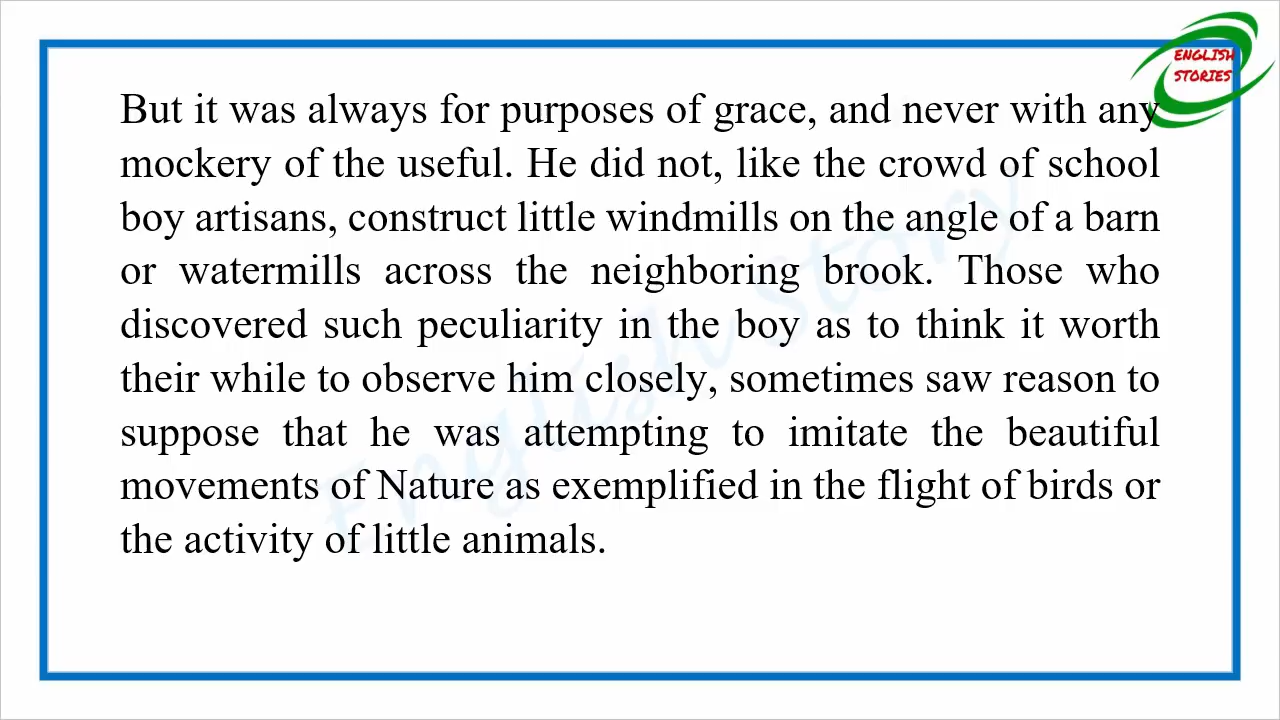 ENGLISH
STORIES
But it was always for purposes of grace, and never with any
mockery of the useful. He did not, like the crowd of school
boy artisans, construct little windmills on the angle of a barn
or watermills across the neighboring brook. Those who
discovered such peculiarity in the boy as to think it worth
their while to observe him closely, sometimes saw reason to
suppose that he was attempting to imitate the beautiful
movements of Nature as exemplified in the flight of birds or
the activity of little animals.
English Story